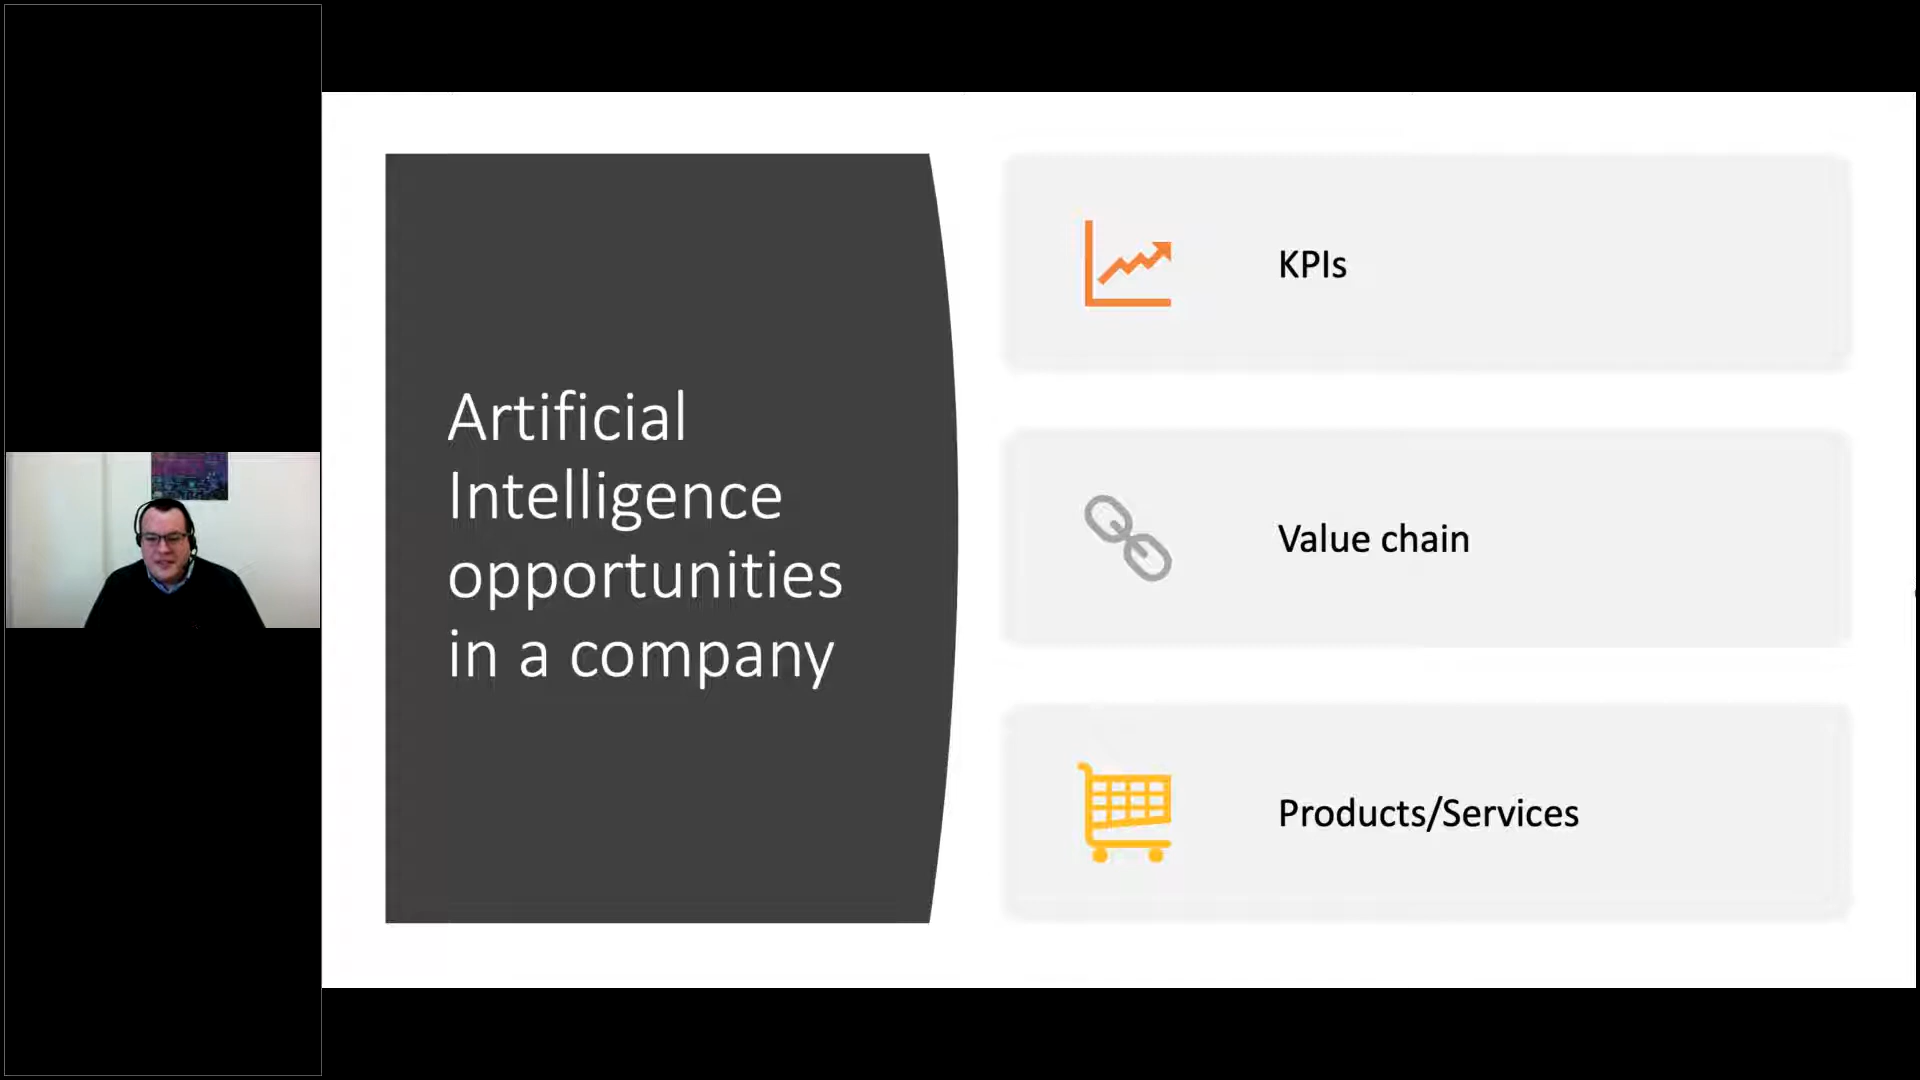 Artificial
Intelligence
opportunities
in a company
KPIs
Value chain
Products/Services